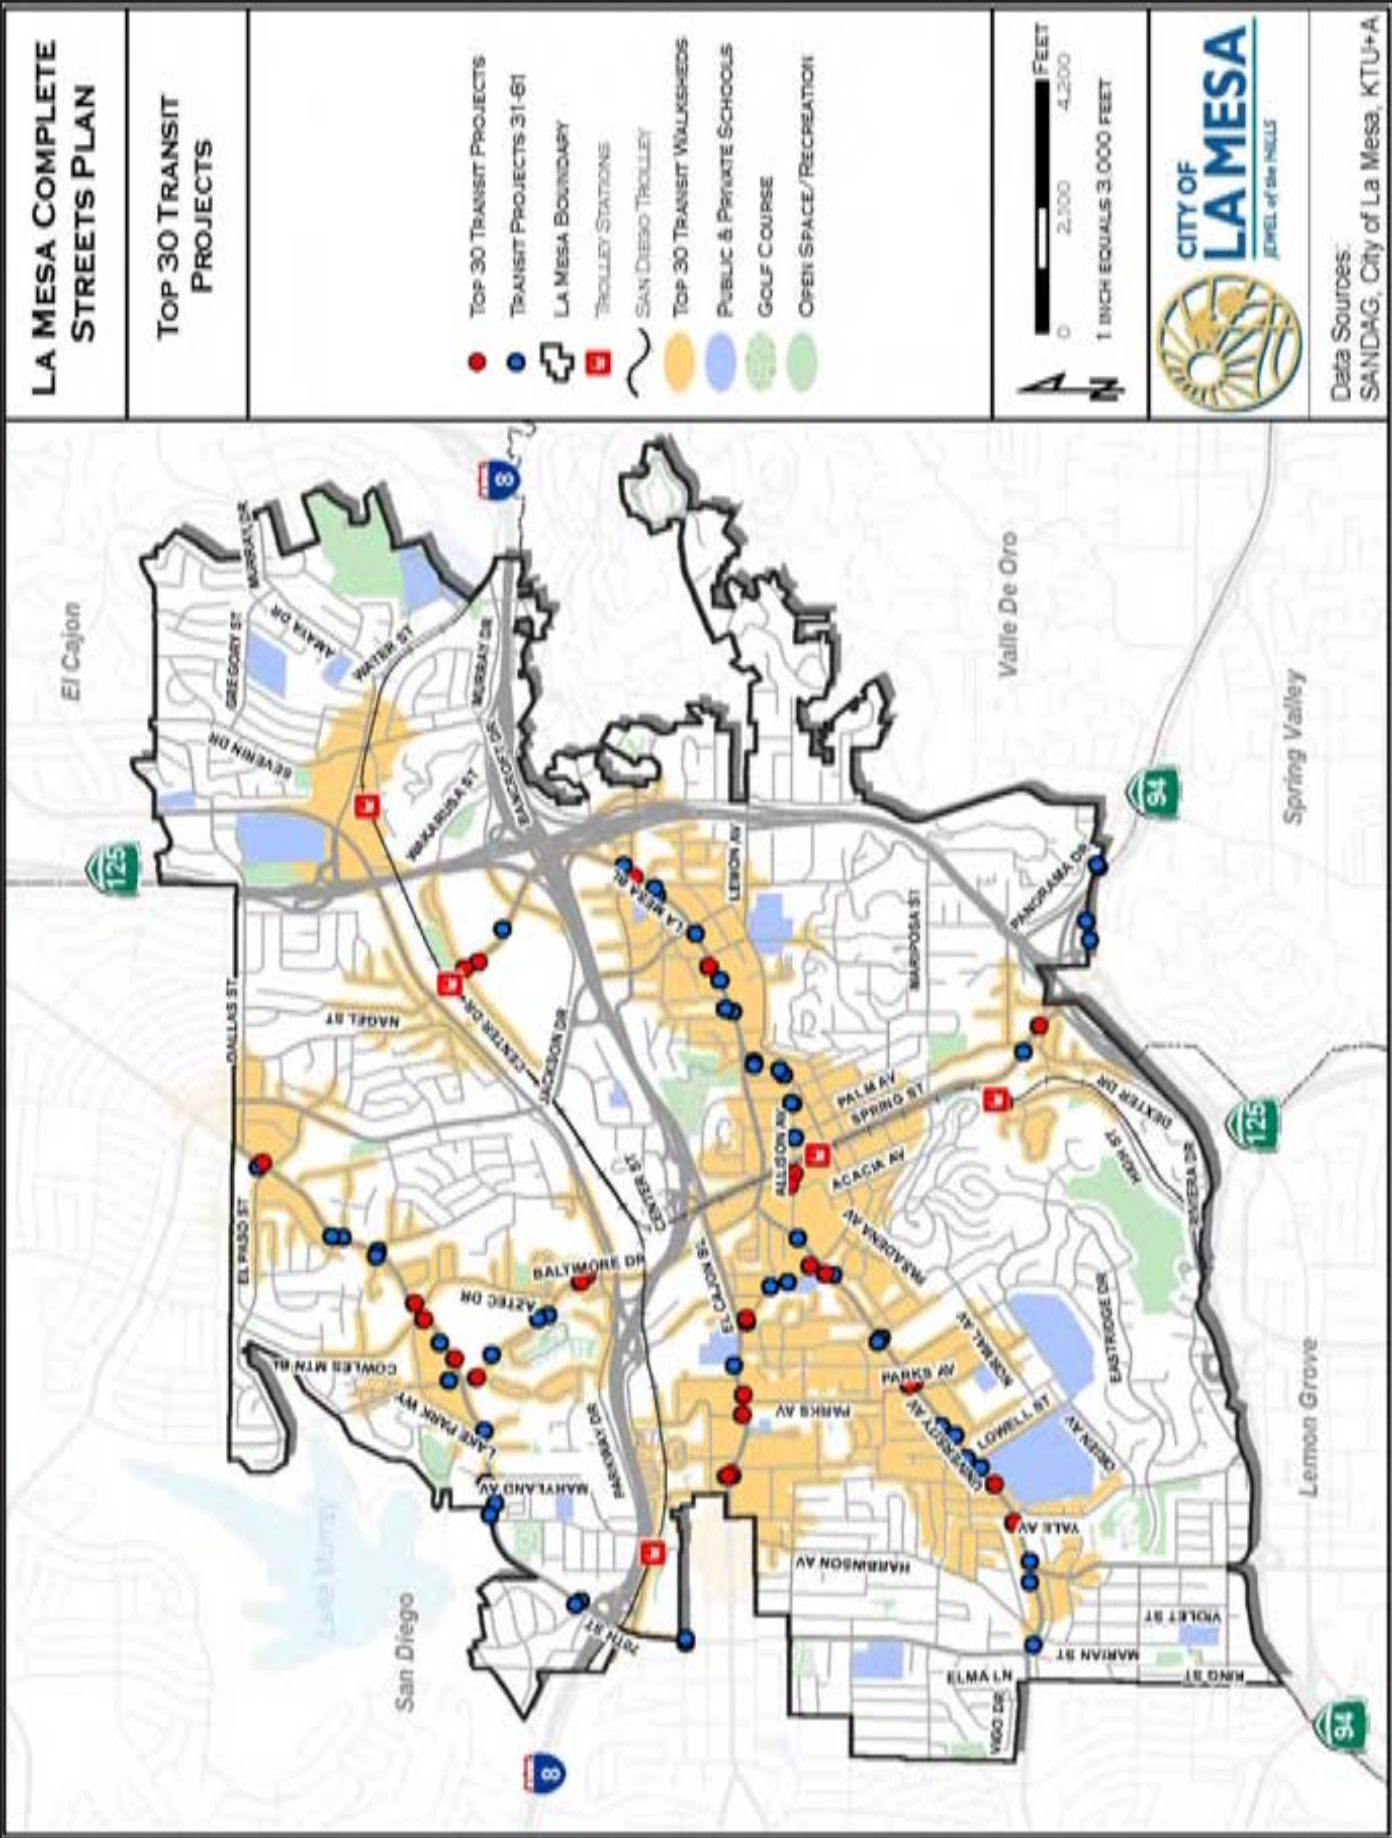 LA MESA COMPLETE
STREETS PLAN
TOP 30 TRANSIT
PROJECTS
TOP 30 TRANSIT PROJECTS
TRANSIT PROJECTS 31-61
LA MESA BOUNDARY
TROLLEY STATIONS
SAN DIEGO TROLLEY
TOP 30 TRANSIT WALKSHEDS
PUBLIC & PRIVATE SCHOOLS
GOLF COURSE
OPEN SPACE/RECREATION
N
FEET
0 2,100 4,200
1 INCH EQUALS 3,000 FEET
CITY OF
LA MESA
JEWEL of the HILLS
Data Sources:
SANDAG, City of La Mesa, KTU+A
El Cajon
125
8
MURRAY DR
GREGORY ST
AMAYA DR
SEVERIN DR
WATER ST
MURRAY DR
BANCROFT DR
WAKARUSA ST
DALLAS ST
NAGEL ST
CENTER DR
JACKSON DR
EL PASO ST
BALTIMORE DR
AZTEC DR
COWLES MTN BL
LAKE PARK WY
MARYLAND AV
PARKWAY DR
70TH ST
Lake Murray
San Diego
8
CENTER ST
EL CAJON BL
LA MESA BL
LEMON AV
ALLISON AV
PALM AV
SPRING ST
ACACIA AV
PASADENA AV
MARIPOSA ST
PANORAMA DR
NORMAL AV
PARKS AV
PARKS AV
UNIVERSITY AV
LOWELL ST
OGDEN AV
EASTRIDGE DR
HIGH ST
DEXTER DR
RIVIERA DR
YALE AV
HARBINSON AV
VIOLET ST
MARIAN ST
KING ST
ELMA LN
VIGO DR
Valle De Oro
94
Spring Valley
125
Lemon Grove
94